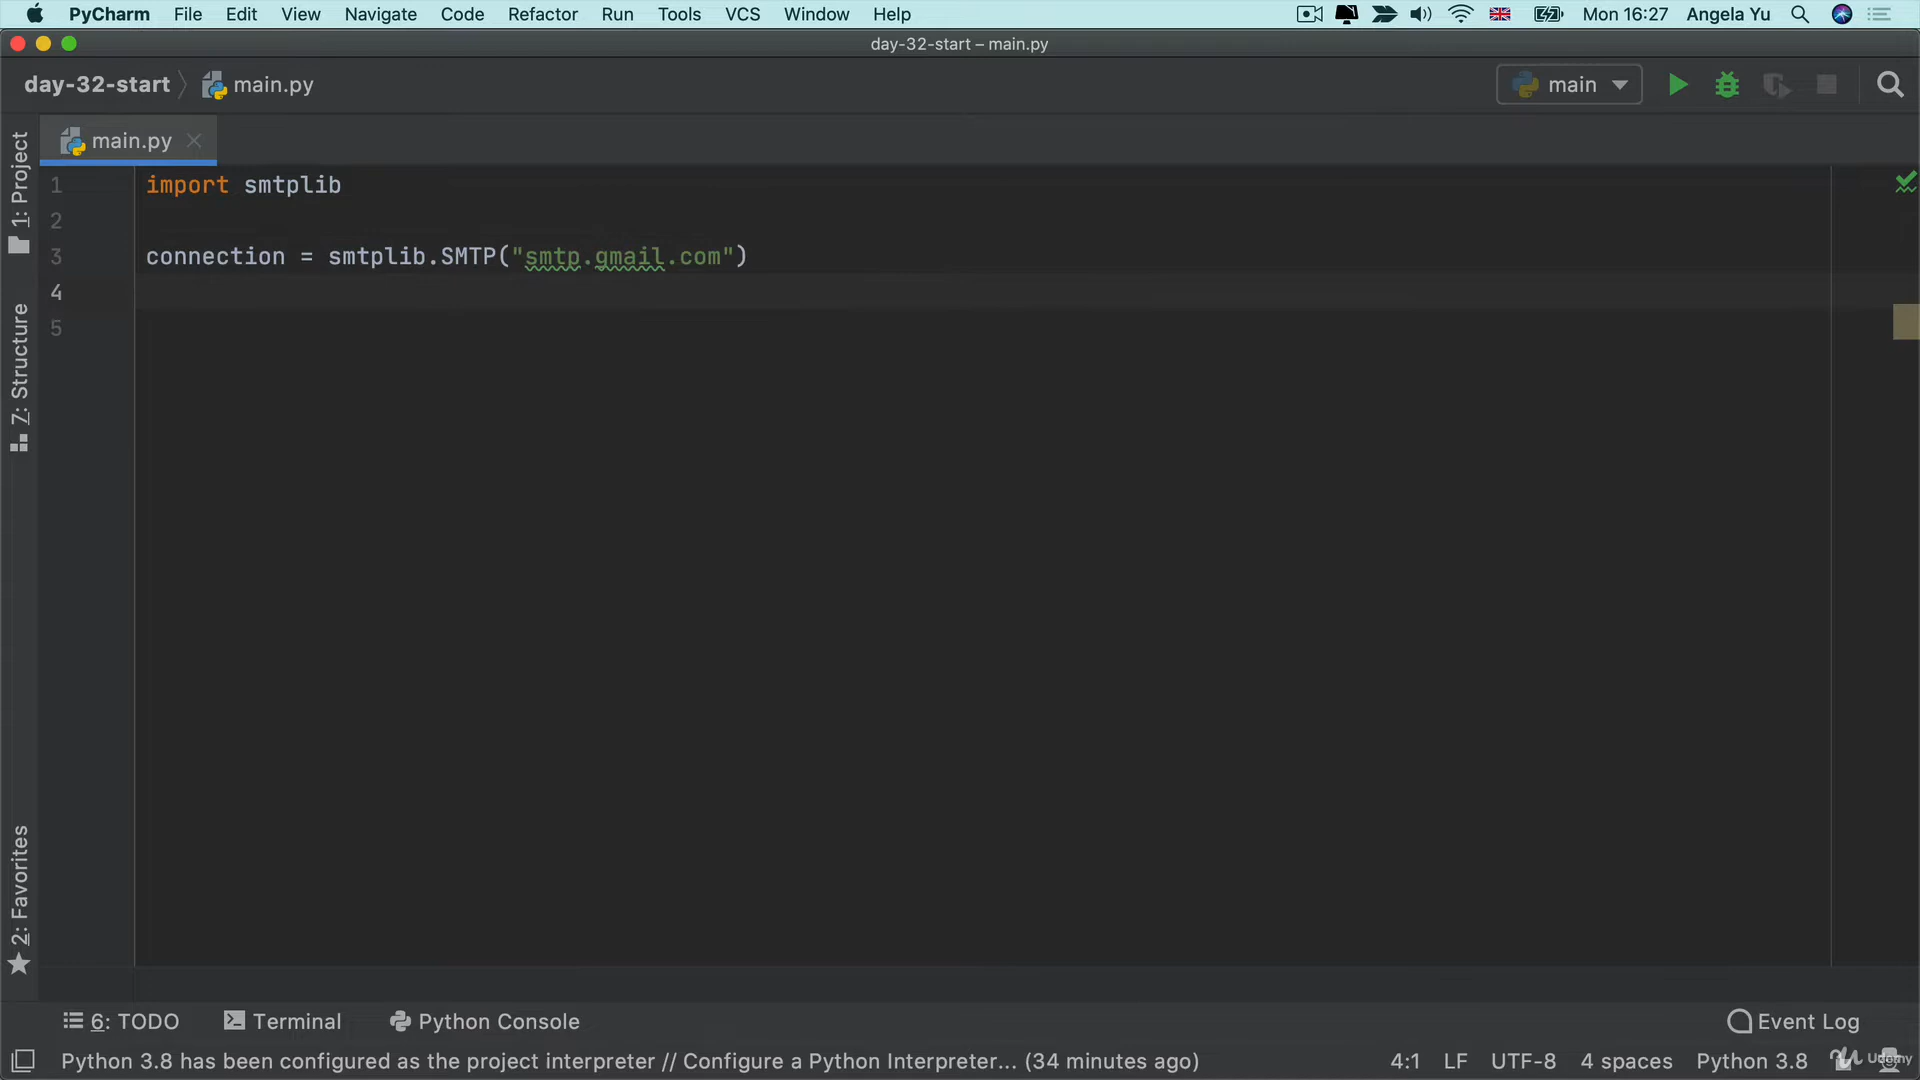 PyCharm File Edit View Navigate Code Refactor Run Tools VCS Window Help Mon 16:27 Angela Yu
day-32-start – main.py
day-32-start main.py main
main.py
1: Project
7: Structure
2: Favorites
1 import smtplib
2
3 connection = smtplib.SMTP("smtp.gmail.com")
4
5
6: TODO Terminal Python Console Event Log
Python 3.8 has been configured as the project interpreter // Configure a Python Interpreter... (34 minutes ago) 4:1 LF UTF-8 4 spaces Python 3.8 Udemy